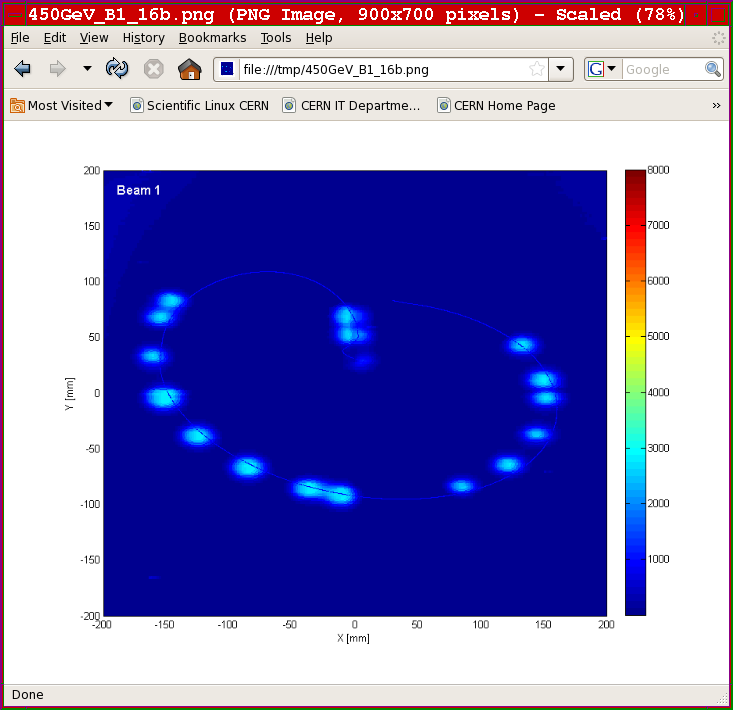 450GeV_B1_16b.png (PNG Image, 900x700 pixels) - Scaled (78%)
File Edit View History Bookmarks Tools Help
file:///tmp/450GeV_B1_16b.png
G Google
Most Visited Scientific Linux CERN CERN IT Departme... CERN Home Page »
Beam 1
200
150
100
50
0
-50
-100
-150
-200
Y [mm]
-200 -150 -100 -50 0 50 100 150 200
X [mm]
8000
7000
6000
5000
4000
3000
2000
1000
Done